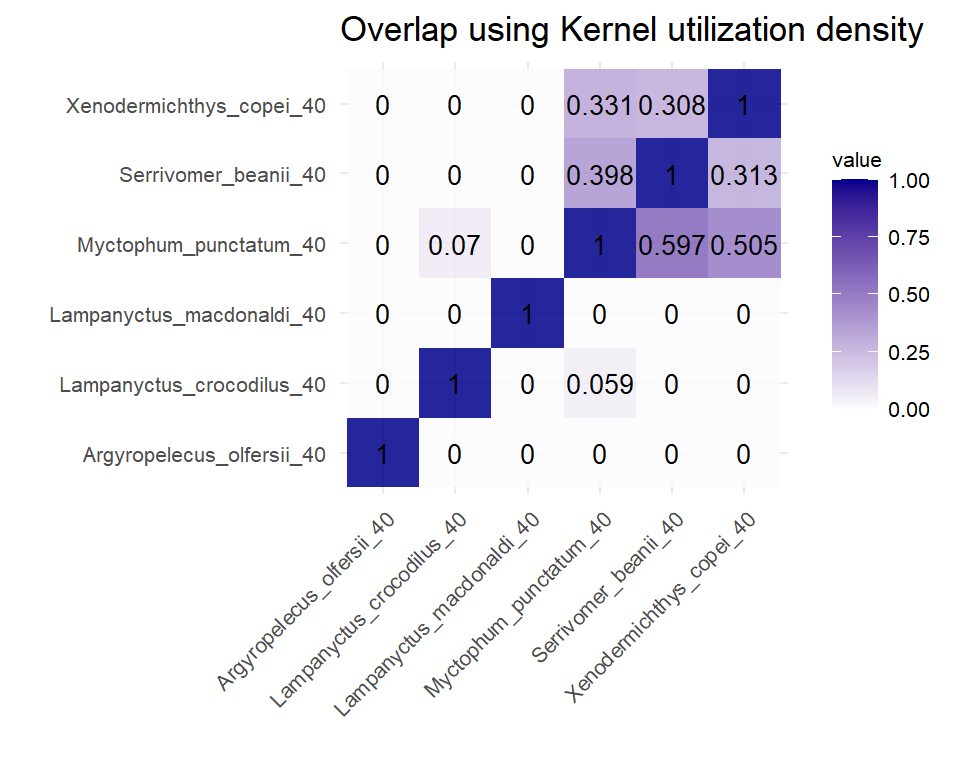 Overlap using Kernel utilization density
Xenodermichthys_copei_40 0 0 0 0.331 0.308 1
Serrivomer_beanii_40 0 0 0 0.398 1 0.313
Myctophum_punctatum_40 0 0.07 0 1 0.597 0.505
Lampanyctus_macdonaldi_40 0 0 1 0 0 0
Lampanyctus_crocodilus_40 0 1 0 0.059 0 0
Argyropelecus_olfersii_40 1 0 0 0 0 0
Argyropelecus_olfersii_40
Lampanyctus_crocodilus_40
Lampanyctus_macdonaldi_40
Myctophum_punctatum_40
Serrivomer_beanii_40
Xenodermichthys_copei_40
value
1.00
0.75
0.50
0.25
0.00